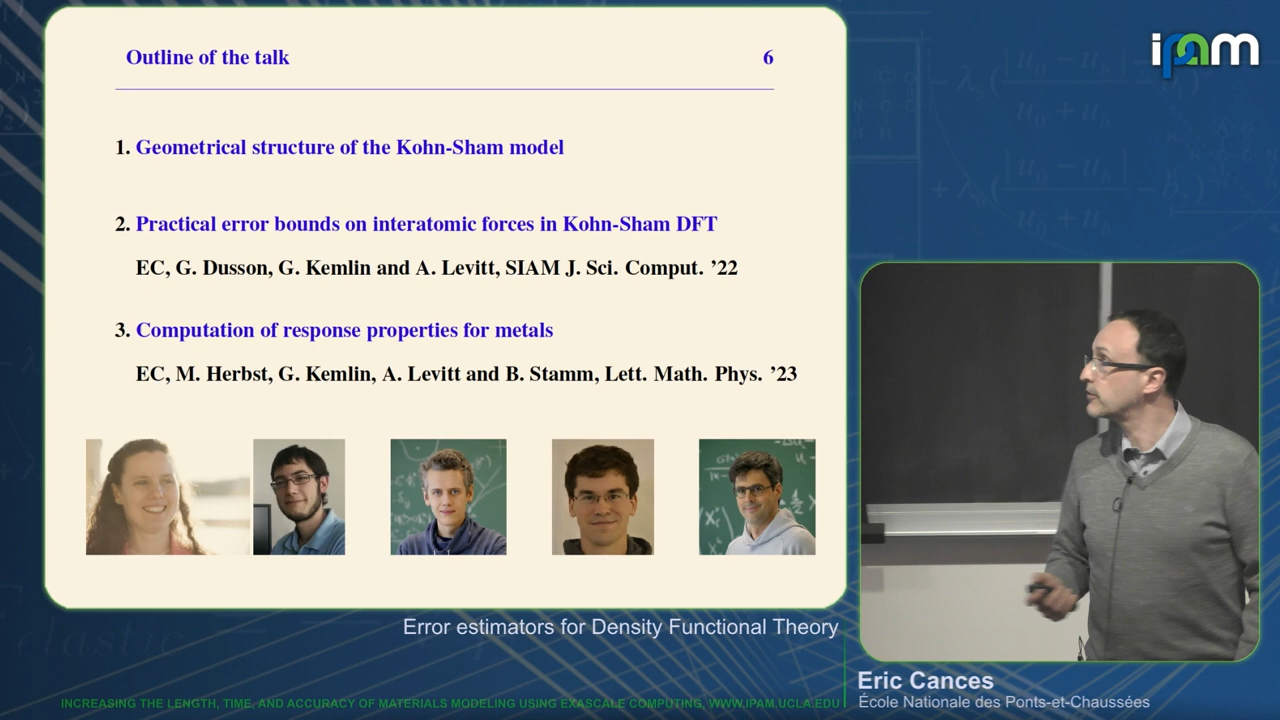 Outline of the talk 6
1. Geometrical structure of the Kohn-Sham model
2. Practical error bounds on interatomic forces in Kohn-Sham DFT
EC, G. Dusson, G. Kemlin and A. Levitt, SIAM J. Sci. Comput. ’22
3. Computation of response properties for metals
EC, M. Herbst, G. Kemlin, A. Levitt and B. Stamm, Lett. Math. Phys. ’23
ipam
Error estimators for Density Functional Theory
Eric Cances
École Nationale des Ponts-et-Chaussées
INCREASING THE LENGTH, TIME, AND ACCURACY OF MATERIALS MODELING USING EXASCALE COMPUTING, WWW.IPAM.UCLA.EDU
elastic